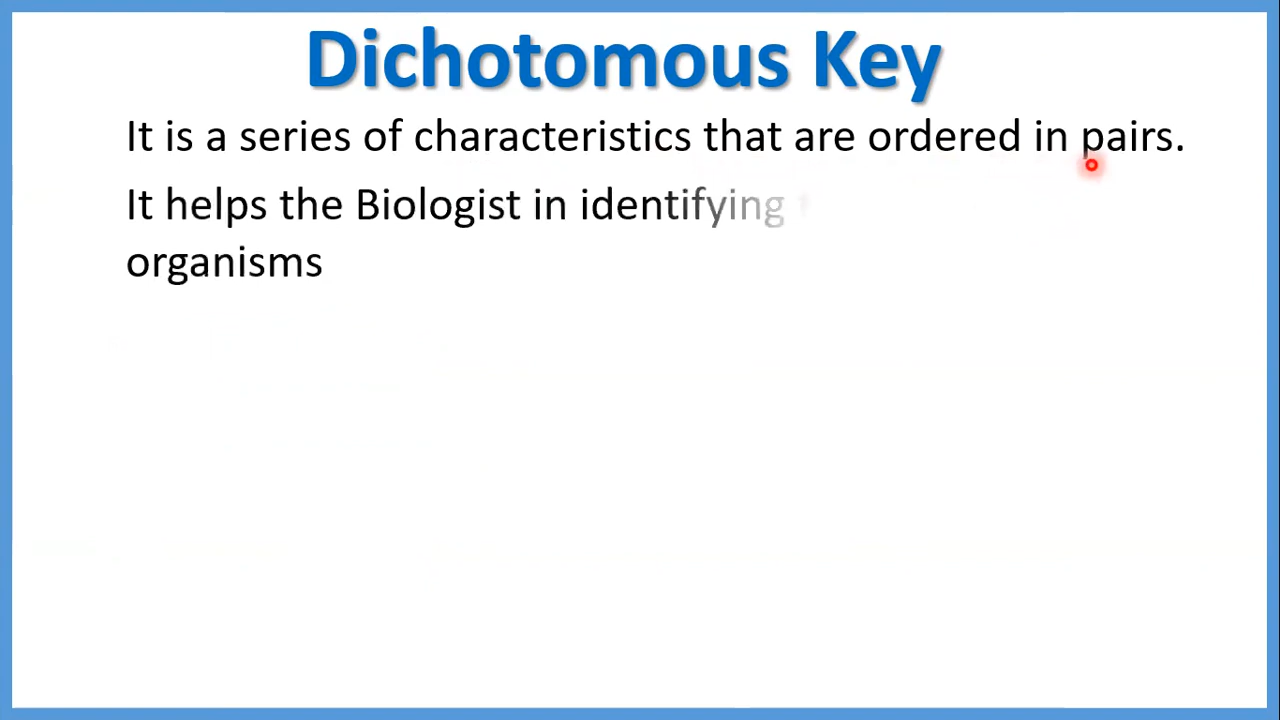 Dichotomous Key
It is a series of characteristics that are ordered in pairs.
It helps the Biologist in identifying
organisms